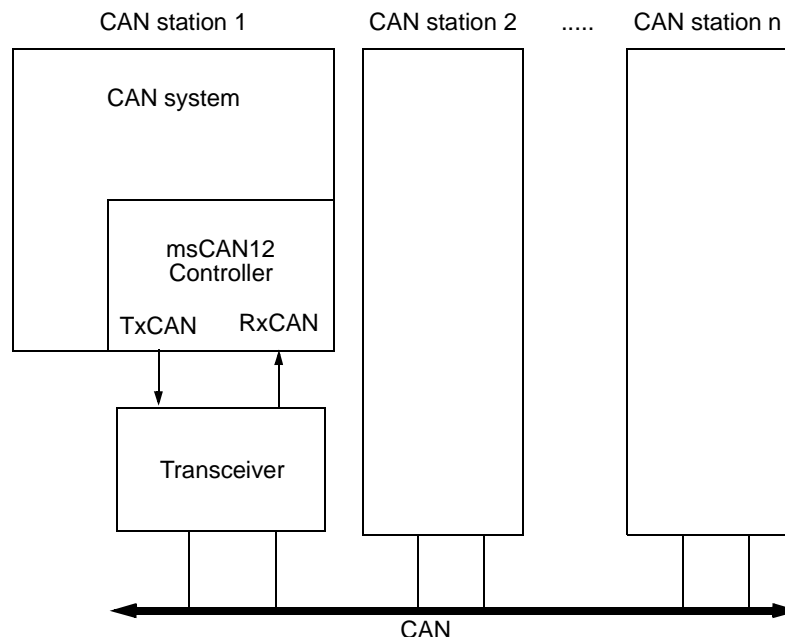 CAN station 1
CAN station 2
.....
CAN station n
CAN system
msCAN12
Controller
TxCAN
RxCAN
Transceiver
CAN